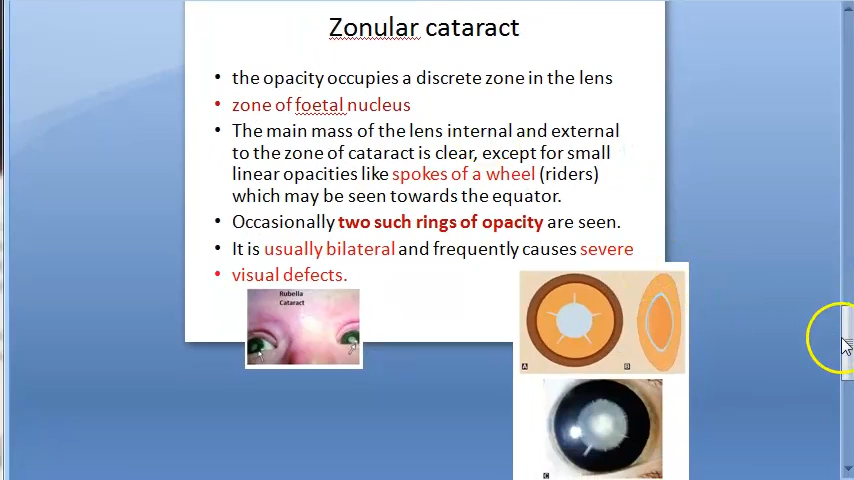 Zonular cataract
• the opacity occupies a discrete zone in the lens
• zone of foetal nucleus
• The main mass of the lens internal and external
to the zone of cataract is clear, except for small
linear opacities like spokes of a wheel (riders)
which may be seen towards the equator.
• Occasionally two such rings of opacity are seen.
• It is usually bilateral and frequently causes severe
• visual defects.
Rubella
Cataract
A
B
C